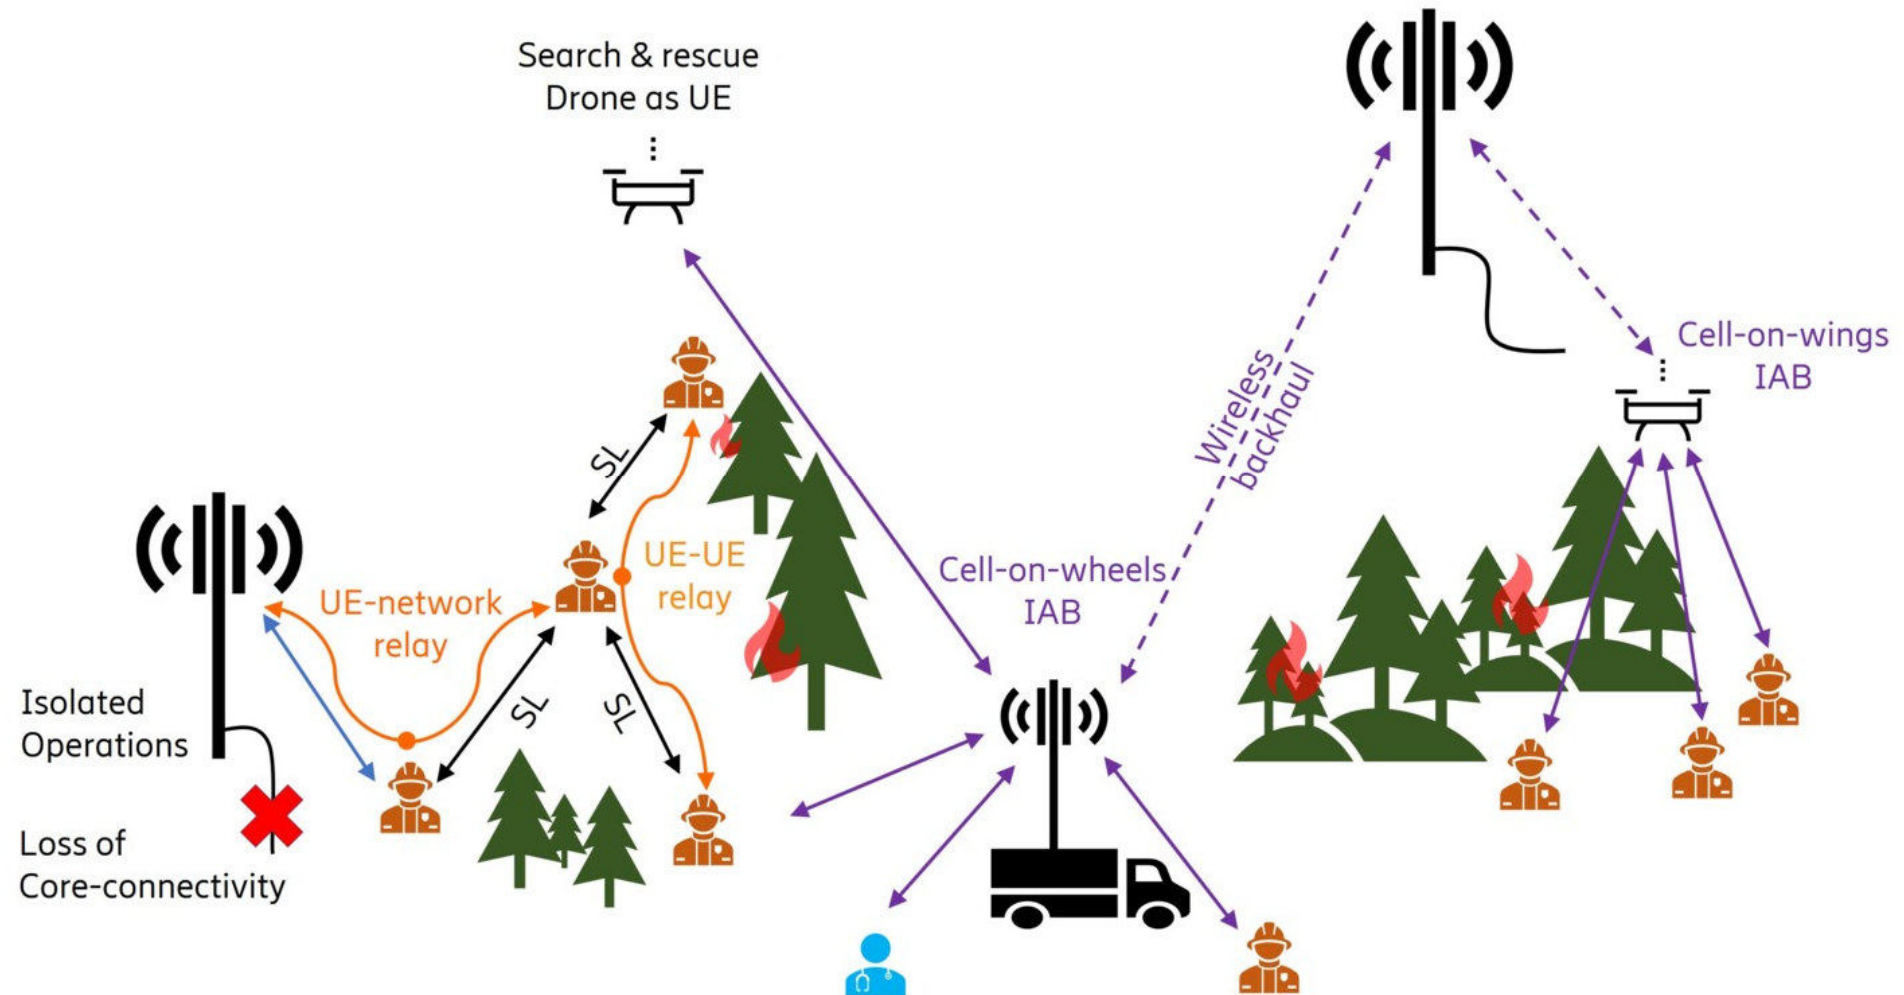 Search & rescue
Drone as UE
Cell-on-wings
IAB
Wireless
backhaul
SL
UE-UE
relay
Cell-on-wheels
IAB
UE-network
relay
SL
SL
Isolated
Operations
Loss of
Core-connectivity